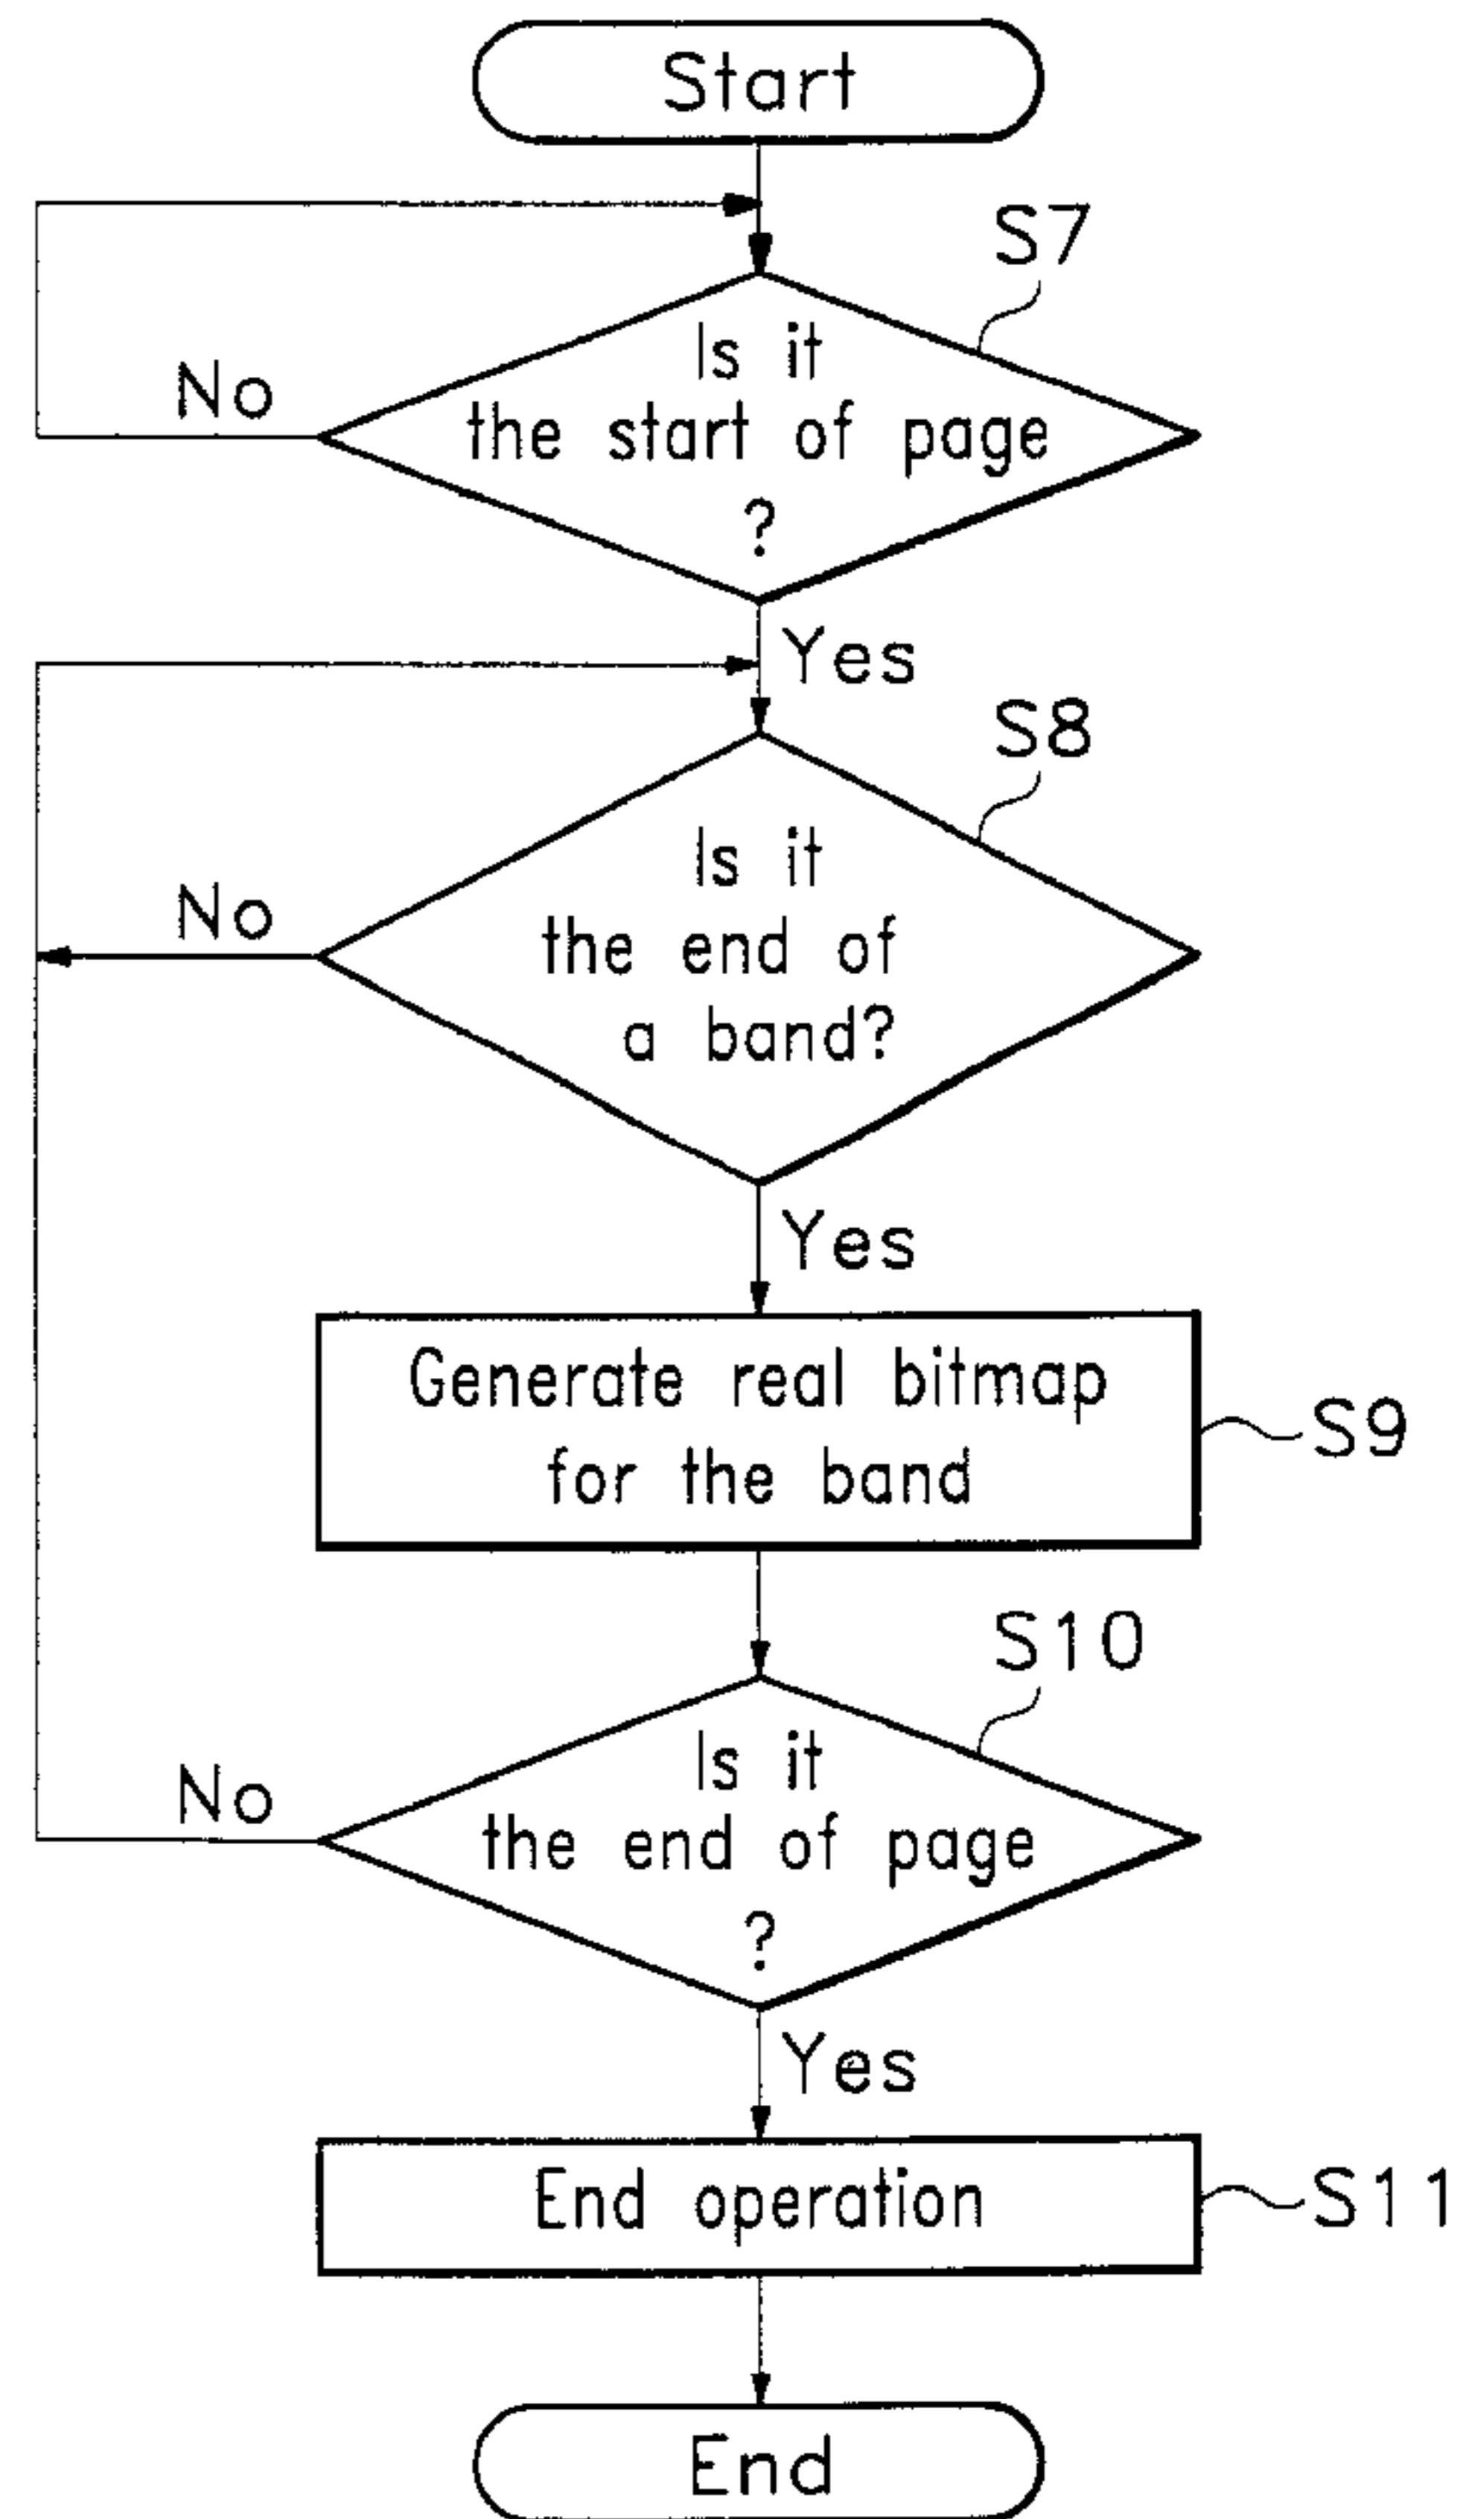 Start
S7
Is it
No
the start of page
?
Yes
S8
Is it
No
the end of
a band?
Yes
Generate real bitmap
for the band
S9
S10
Is it
No
the end of page
?
Yes
End operation
S11
End